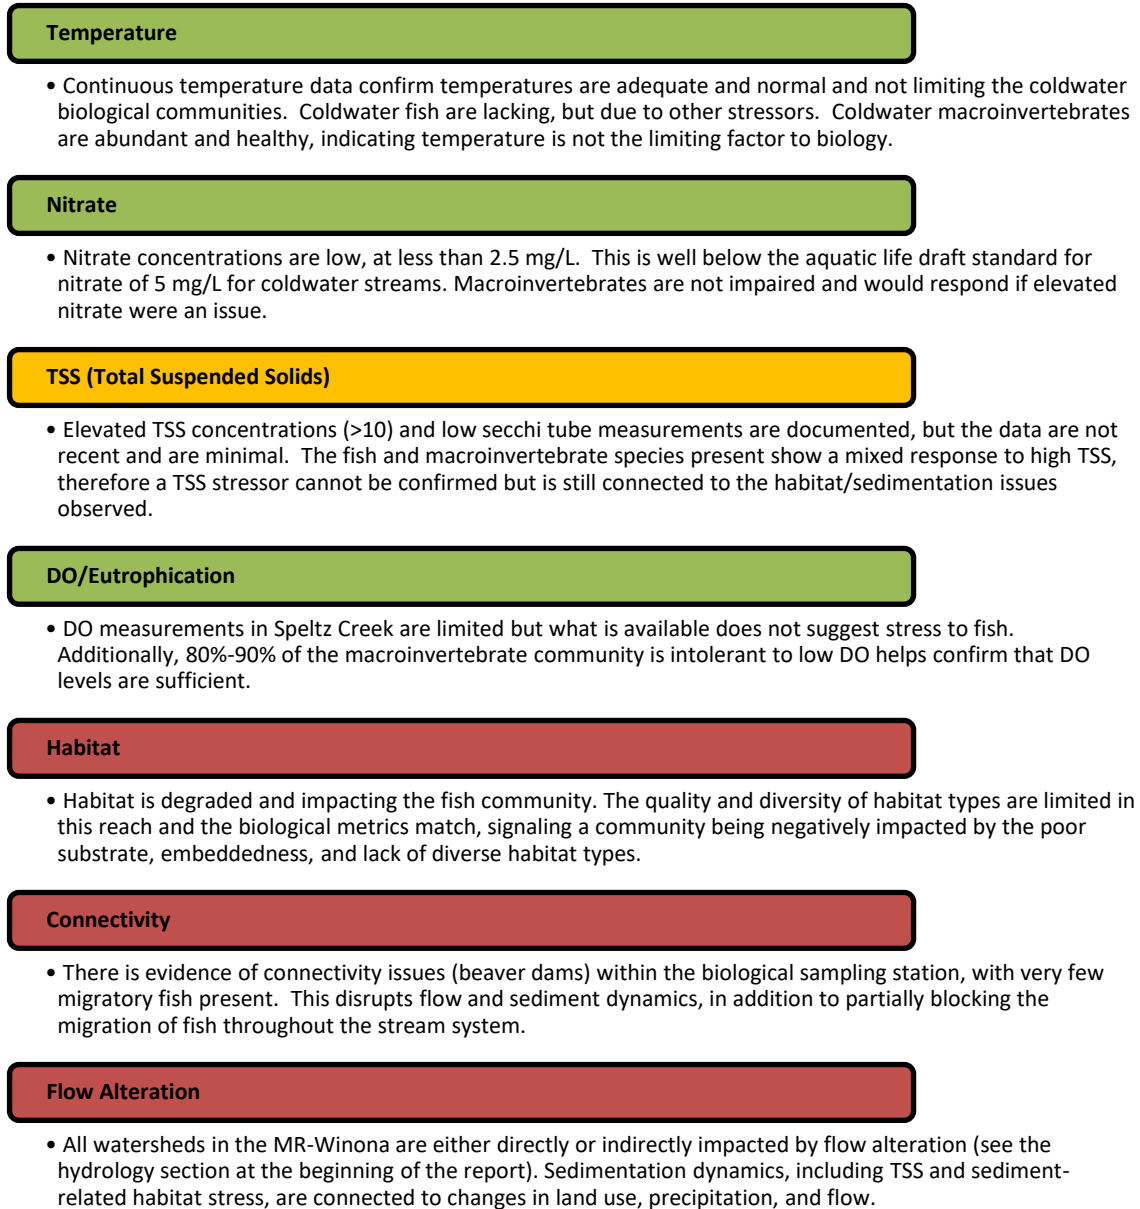 Temperature
• Continuous temperature data confirm temperatures are adequate and normal and not limiting the coldwater
biological communities.  Coldwater fish are lacking, but due to other stressors.  Coldwater macroinvertebrates
are abundant and healthy, indicating temperature is not the limiting factor to biology.
Nitrate
• Nitrate concentrations are low, at less than 2.5 mg/L.  This is well below the aquatic life draft standard for
nitrate of 5 mg/L for coldwater streams. Macroinvertebrates are not impaired and would respond if elevated
nitrate were an issue.
TSS (Total Suspended Solids)
• Elevated TSS concentrations (>10) and low secchi tube measurements are documented, but the data are not
recent and are minimal.  The fish and macroinvertebrate species present show a mixed response to high TSS,
therefore a TSS stressor cannot be confirmed but is still connected to the habitat/sedimentation issues
observed.
DO/Eutrophication
• DO measurements in Speltz Creek are limited but what is available does not suggest stress to fish.
Additionally, 80%-90% of the macroinvertebrate community is intolerant to low DO helps confirm that DO
levels are sufficient.
Habitat
• Habitat is degraded and impacting the fish community. The quality and diversity of habitat types are limited in
this reach and the biological metrics match, signaling a community being negatively impacted by the poor
substrate, embeddedness, and lack of diverse habitat types.
Connectivity
• There is evidence of connectivity issues (beaver dams) within the biological sampling station, with very few
migratory fish present.  This disrupts flow and sediment dynamics, in addition to partially blocking the
migration of fish throughout the stream system.
Flow Alteration
• All watersheds in the MR-Winona are either directly or indirectly impacted by flow alteration (see the
hydrology section at the beginning of the report). Sedimentation dynamics, including TSS and sediment-
related habitat stress, are connected to changes in land use, precipitation, and flow.